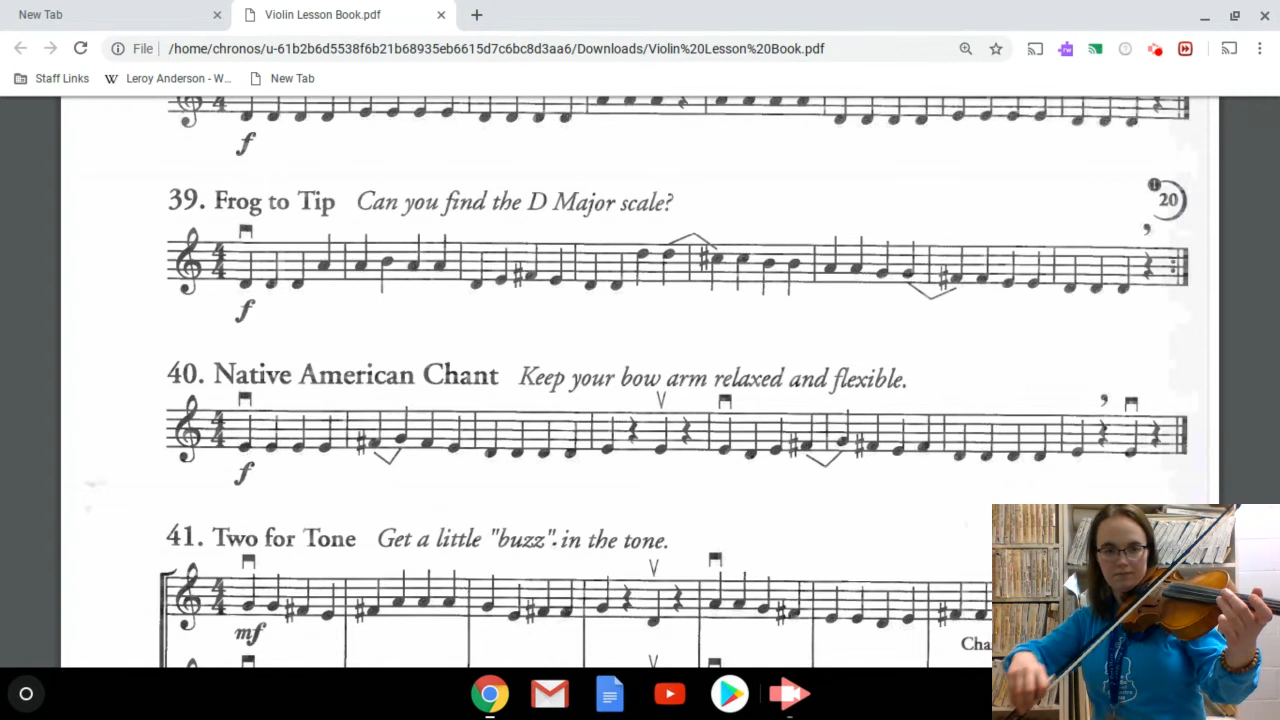 New Tab
Violin Lesson Book.pdf
File | /home/chronos/u-61b2b6d5538f6b21b68935eb6615d7c6bc8d3aa6/Downloads/Violin%20Lesson%20Book.pdf
Staff Links
Leroy Anderson - W...
New Tab
f
39. Frog to Tip Can you find the D Major scale?
20
f
40. Native American Chant Keep your bow arm relaxed and flexible.
f
41. Two for Tone Get a little "buzz" in the tone.
mf
Cha